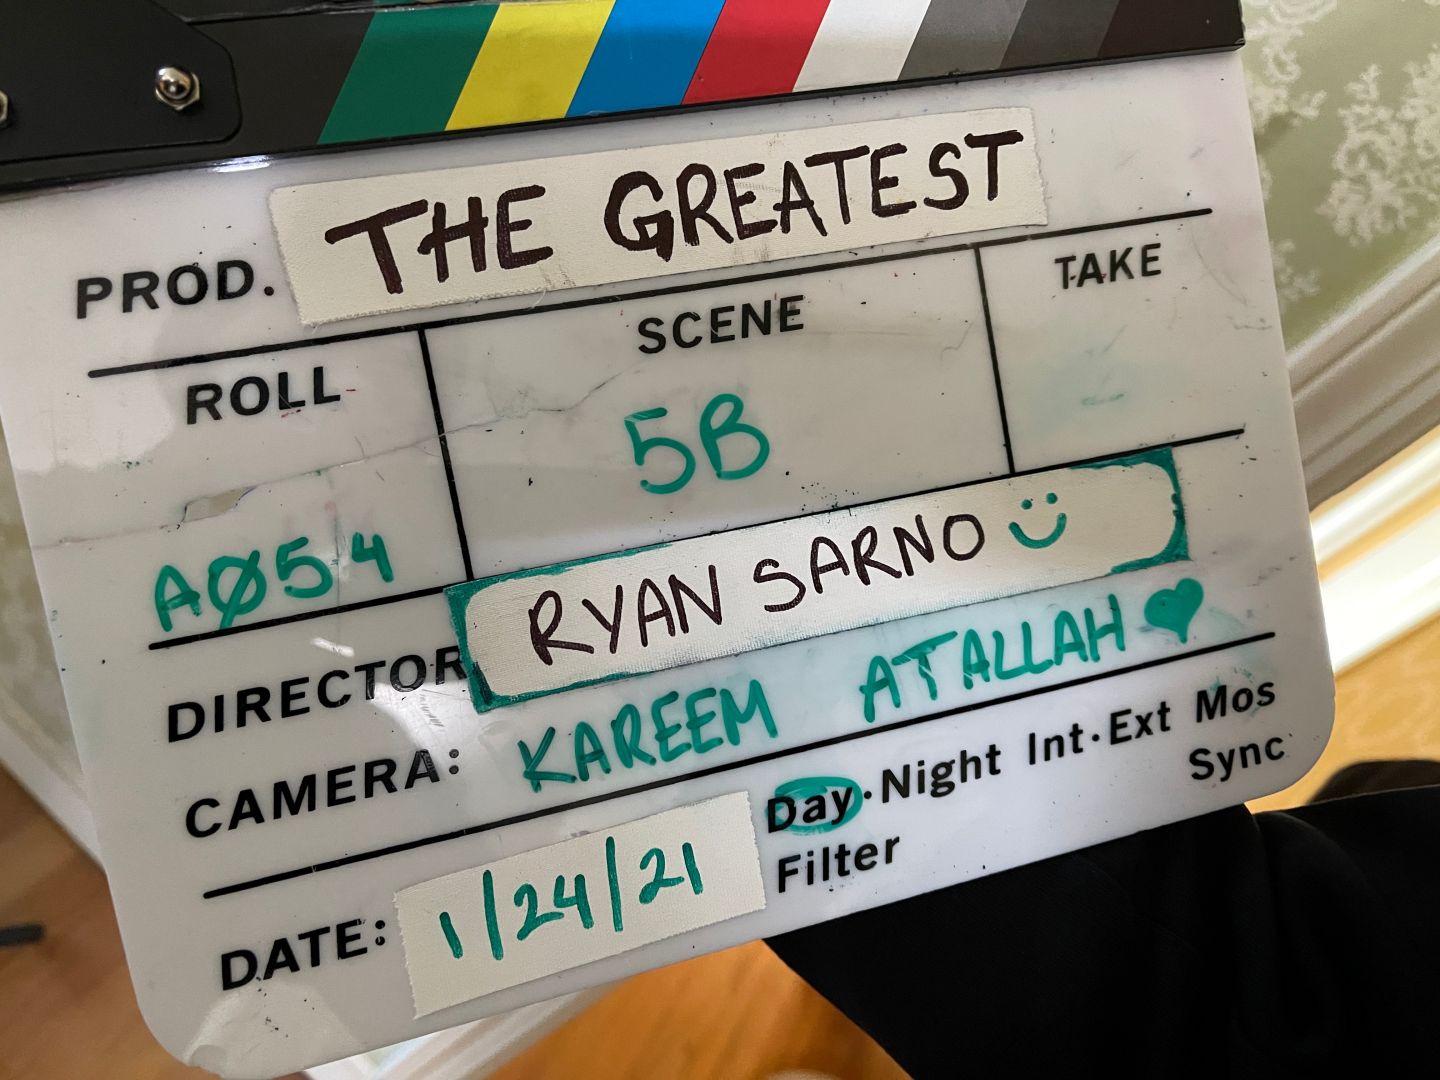 PROD. THE GREATEST
ROLL SCENE TAKE
AØ54 5B
DIRECTOR RYAN SARNO
CAMERA: KAREEM ATALLAH
DATE: 1/24/21
Day·Night Int·Ext Mos
Filter Sync